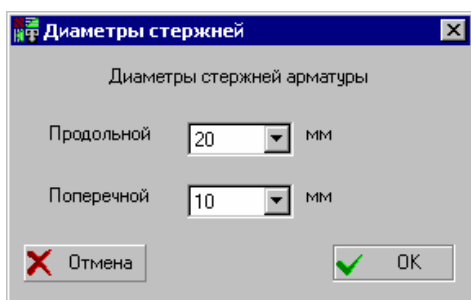 Диаметры стержней
Диаметры стержней арматуры
Продольной 20 мм
Поперечной 10 мм
Отмена OK